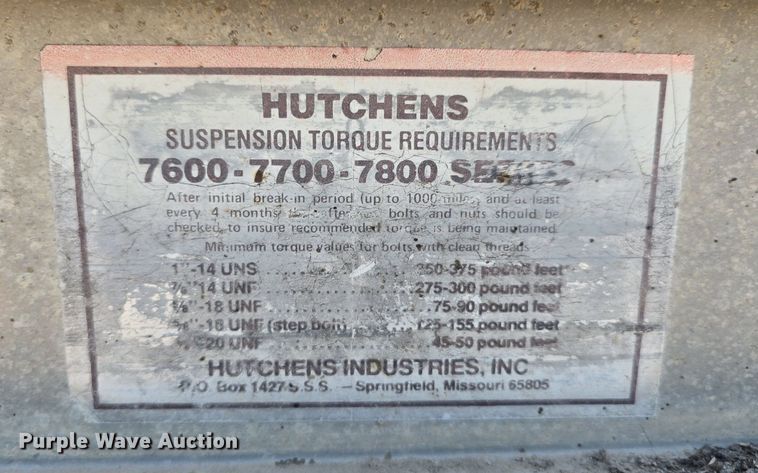 HUTCHENS
SUSPENSION TORQUE REQUIREMENTS
7600-7700-7800
After initial break-in period (up to 1000 miles) and at least
every 4 months bolts and nuts should be
checked to insure recommended torque is being maintained
Minimum torque values for bolts with clean threads
1"-14 UNS 350-375 pound feet
14 UNF 275-300 pound feet
-18 UNF 75-90 pound feet
-18 UNF (step bolt) 125-155 pound feet
20 UNF 45-50 pound feet
HUTCHENS INDUSTRIES, INC
P.O. Box 1427 S.S.S. — Springfield, Missouri 65805
Purple Wave Auction